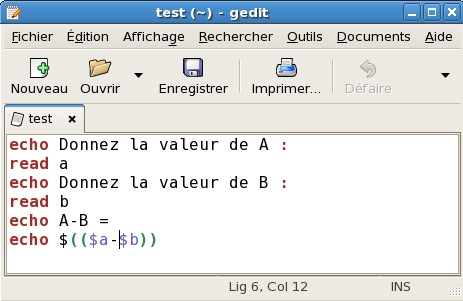 test (~) - gedit
Fichier Édition Affichage Rechercher Outils Documents Aide
Nouveau Ouvrir Enregistrer Imprimer... Défaire
test
echo Donnez la valeur de A :
read a
echo Donnez la valeur de B :
read b
echo A-B =
echo $(($a-$b))
Lig 6, Col 12 INS